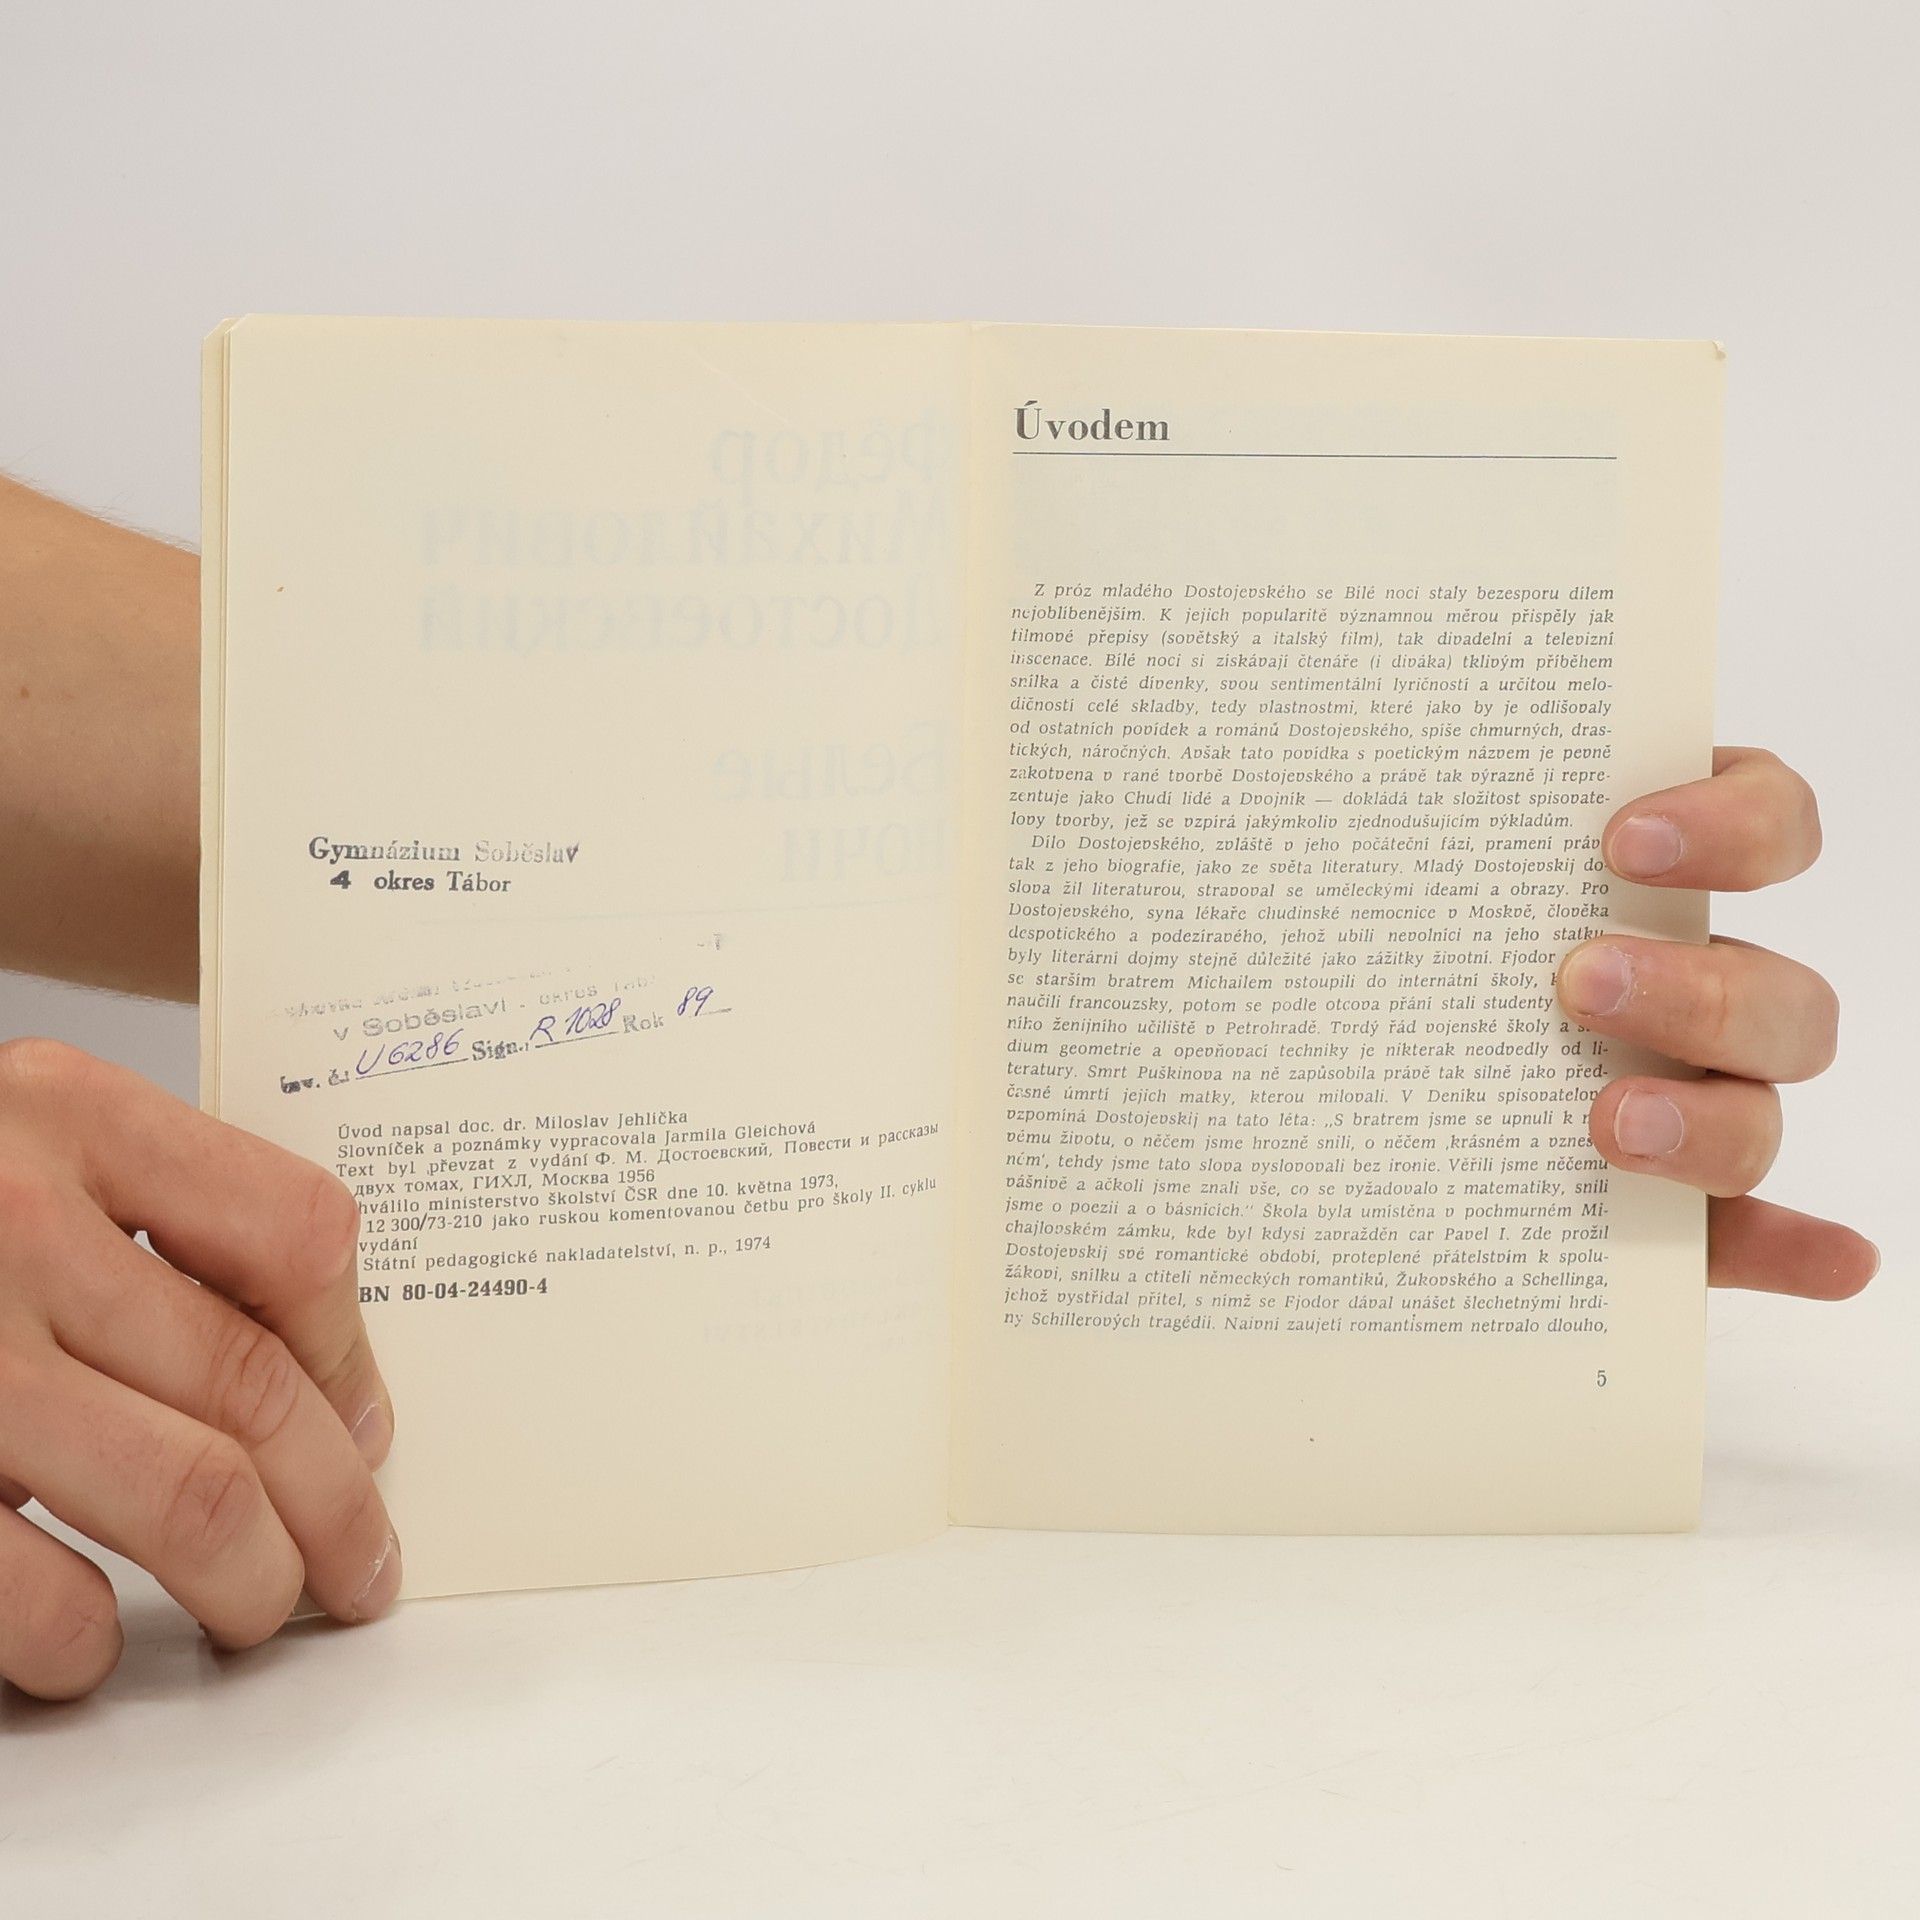 Gymnázium Soběslav
4 okres Tábor
v Soběslavi - okres
Inv. č.: U6286 Sign.: R 1028 Rok 89
Úvod napsal doc. dr. Miloslav Jehlička
Slovníček a poznámky vypracovala Jarmila Gleichová
Text byl převzat z vydání Ф. М. Достоевский, Повести и рассказы
двух томах, ГИХЛ, Москва 1956
hválilo ministerstvo školství ČSR dne 10. května 1973,
12 300/73-210 jako ruskou komentovanou četbu pro školy II. cyklu
vydání
Státní pedagogické nakladatelství, n. p., 1974
BN 80-04-24490-4
Úvodem
Z próz mladého Dostojevského se Bílé noci staly bezesporu dílem
nejoblíbenějším. K jejich popularitě významnou měrou přispěly jak
filmové přepisy (sovětský a italský film), tak divadelní a televizní
inscenace. Bílé noci si získávají čtenáře (i diváka) tklivým příběhem
snílka a čisté dívenky, svou sentimentální lyričností a určitou melo-
dičností celé skladby, tedy vlastnostmi, které jako by je odlišovaly
od ostatních povídek a románů Dostojevského, spíše chmurných, dras-
tických, náročných. Avšak tato povídka s poetickým názvem je pevně
zakotvena v rané tvorbě Dostojevského a právě tak výrazně ji repre-
zentuje jako Chudí lidé a Dvojník — dokládá tak složitost spisovate-
lovy tvorby, jež se vzpírá jakýmkoliv zjednodušujícím výkladům.
Dílo Dostojevského, zvláště v jeho počáteční fázi, pramení práv
tak z jeho biografie, jako ze světa literatury. Mladý Dostojevskij do-
slova žil literaturou, stravoval se uměleckými ideami a obrazy. Pro
Dostojevského, syna lékaře chudinské nemocnice v Moskvě, člověka
despotického a podezíravého, jehož ubili nevolníci na jeho statku,
byly literární dojmy stejně důležité jako zážitky životní. Fjodor
se starším bratrem Michailem vstoupili do internátní školy, k
naučili francouzsky, potom se podle otcova přání stali studenty
ního ženijního učiliště v Petrohradě. Tvrdý řád vojenské školy a s
dium geometrie a opevňovací techniky je nikterak neodvedly od li-
teratury. Smrt Puškinova na ně zapůsobila právě tak silně jako před-
časné úmrtí jejich matky, kterou milovali. V Deníku spisovatelov
vzpomíná Dostojevskij na tato léta: „S bratrem jsme se upnuli k n
vému životu, o něčem jsme hrozně snili, o něčem ‚krásném a vzneš
ném‘, tehdy jsme tato slova vyslovovali bez ironie. Věřili jsme něčemu
vášnivě a ačkoli jsme znali vše, co se vyžadovalo z matematiky, snili
jsme o poezii a o básnících.“ Škola byla umístěna v pochmurném Mi-
chajlovském zámku, kde byl kdysi zavražděn car Pavel I. Zde prožil
Dostojevskij své romantické období, proteplené přátelstvím k spolu-
žákovi, snílku a ctiteli německých romantiků, Žukovského a Schellinga,
jehož vystřídal přítel, s nímž se Fjodor dával unášet šlechetnými hrdi-
ny Schillerových tragédií. Naivní zaujetí romantismem netrvalo dlouho,
5